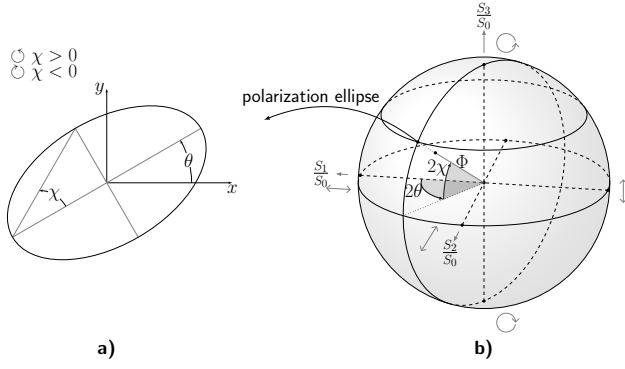 χ > 0
χ < 0
y
x
θ
χ
a)
polarization ellipse
S₃/S₀
S₁/S₀
S₂/S₀
2χ
Φ
2θ
b)